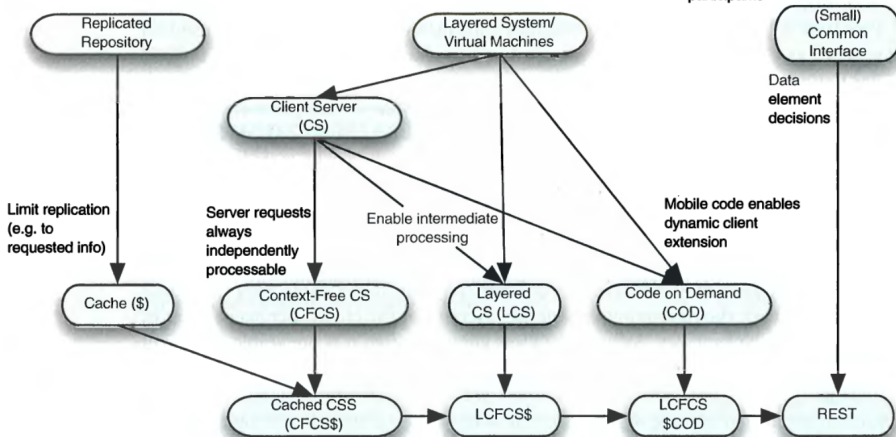 Replicated
Repository
Layered System/
Virtual Machines
(Small)
Common
Interface
Client Server
(CS)
Data
element
decisions
Limit replication
(e.g. to
requested info)
Server requests
always
independently
processable
Enable intermediate
processing
Mobile code enables
dynamic client
extension
Cache ($)
Context-Free CS
(CFCS)
Layered
CS (LCS)
Code on Demand
(COD)
Cached CSS
(CFCS$)
LCFCS$
LCFCS
$COD
REST